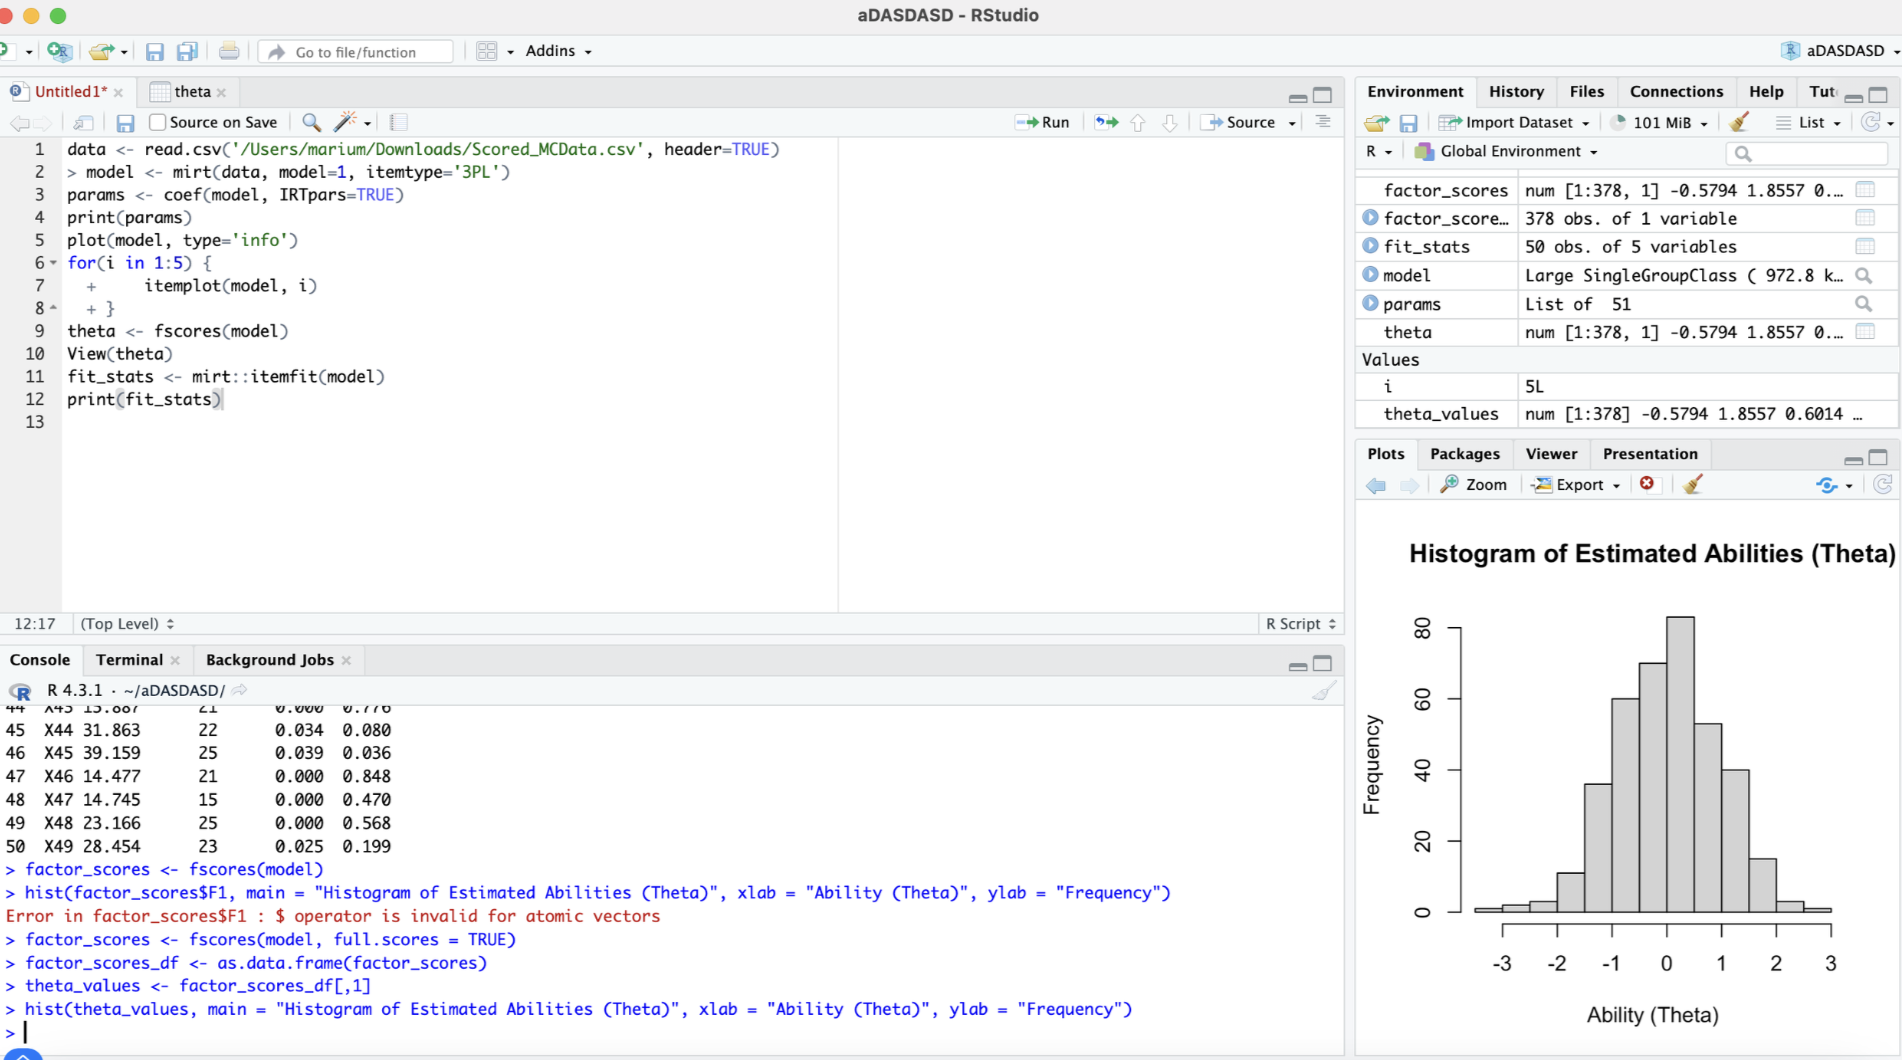 aDASDASD - RStudio
Go to file/function
Addins
aDASDASD
Untitled1*
theta
Source on Save
Run
Source
1 data <- read.csv('/Users/marium/Downloads/Scored_MCData.csv', header=TRUE)
2 > model <- mirt(data, model=1, itemtype='3PL')
3 params <- coef(model, IRTpars=TRUE)
4 print(params)
5 plot(model, type='info')
6 for(i in 1:5) {
7 +     itemplot(model, i)
8 + }
9 theta <- fscores(model)
10 View(theta)
11 fit_stats <- mirt::itemfit(model)
12 print(fit_stats)
13
12:17 (Top Level) R Script
Console Terminal Background Jobs
R 4.3.1 · ~/aDASDASD/
44 X43 15.887 21 0.000 0.776
45 X44 31.863 22 0.034 0.080
46 X45 39.159 25 0.039 0.036
47 X46 14.477 21 0.000 0.848
48 X47 14.745 15 0.000 0.470
49 X48 23.166 25 0.000 0.568
50 X49 28.454 23 0.025 0.199
> factor_scores <- fscores(model)
> hist(factor_scores$F1, main = "Histogram of Estimated Abilities (Theta)", xlab = "Ability (Theta)", ylab = "Frequency")
Error in factor_scores$F1 : $ operator is invalid for atomic vectors
> factor_scores <- fscores(model, full.scores = TRUE)
> factor_scores_df <- as.data.frame(factor_scores)
> theta_values <- factor_scores_df[,1]
> hist(theta_values, main = "Histogram of Estimated Abilities (Theta)", xlab = "Ability (Theta)", ylab = "Frequency")
>
Environment History Files Connections Help Tut
Import Dataset 101 MiB List
R Global Environment
factor_scores num [1:378, 1] -0.5794 1.8557 0.…
factor_score… 378 obs. of 1 variable
fit_stats 50 obs. of 5 variables
model Large SingleGroupClass ( 972.8 k…
params List of 51
theta num [1:378, 1] -0.5794 1.8557 0.…
Values
i 5L
theta_values num [1:378] -0.5794 1.8557 0.6014 …
Plots Packages Viewer Presentation
Zoom Export
Histogram of Estimated Abilities (Theta)
Frequency
80
60
40
20
0
-3 -2 -1 0 1 2 3
Ability (Theta)